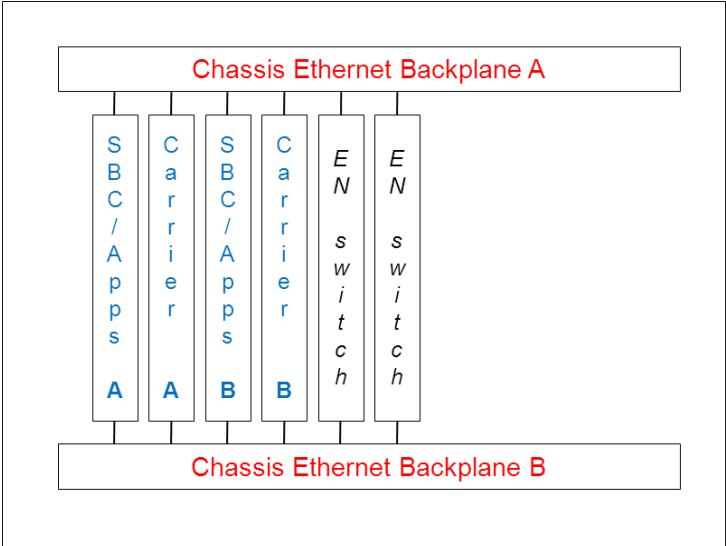 Chassis Ethernet Backplane A
SBC/Apps A
Carrier A
SBC/Apps B
Carrier B
EN switch
EN switch
Chassis Ethernet Backplane B